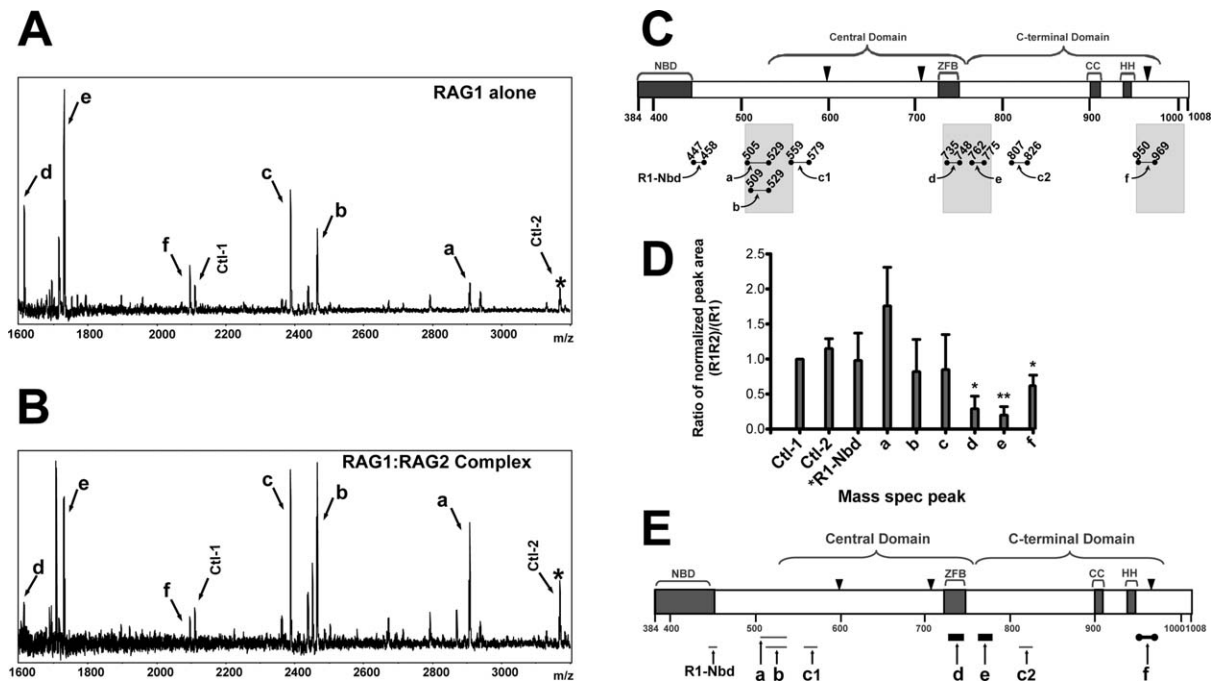 A
RAG1 alone
e
d
c
b
f
Ctl-1
a
Ctl-2
*
1600 1800 2000 2200 2400 2600 2800 3000
m/z
B
RAG1:RAG2 Complex
e
c
b
a
d
f
Ctl-1
Ctl-2
*
1600 1800 2000 2200 2400 2600 2800 3000
m/z
C
Central Domain C-terminal Domain
NBD ZFB CC HH
384 400 500 600 700 800 900 1000 1008
447 458 505 529 559 579 735 748 762 775 807 826 950 969
R1-Nbd a c1 d e c2 f
509 529
b
D
Ratio of normalized peak area
(R1R2)/(R1)
2.5
2.0
1.5
1.0
0.5
0.0
* ** *
Ctl-1 Ctl-2 *R1-Nbd a b c d e f
Mass spec peak
E
Central Domain C-terminal Domain
NBD ZFB CC HH
384 400 500 600 700 800 900 1000 1008
R1-Nbd a b c1 d e c2 f